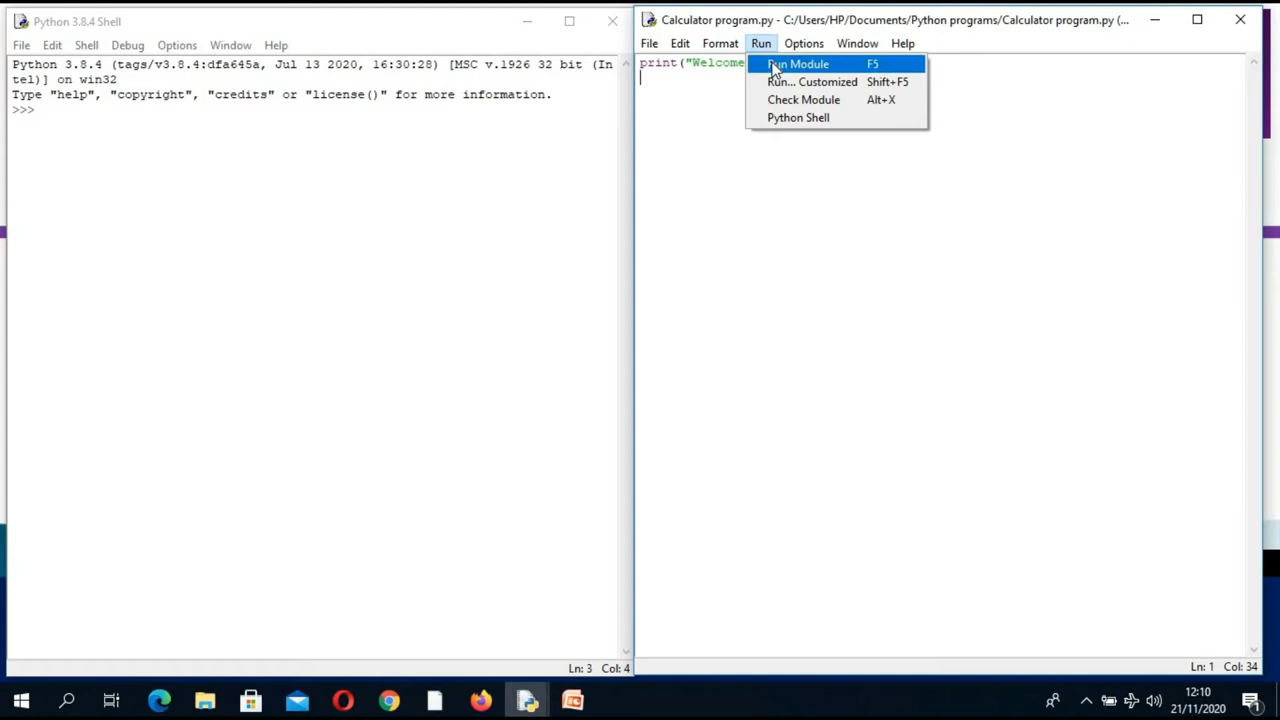 Python 3.8.4 Shell
File Edit Shell Debug Options Window Help
Python 3.8.4 (tags/v3.8.4:dfa645a, Jul 13 2020, 16:30:28) [MSC v.1926 32 bit (In
tel)] on win32
Type "help", "copyright", "credits" or "license()" for more information.
>>>
Ln: 3 Col: 4
Calculator program.py - C:/Users/HP/Documents/Python programs/Calculator program.py (...
File Edit Format Run Options Window Help
print("Welcome
Run Module F5
Run... Customized Shift+F5
Check Module Alt+X
Python Shell
Ln: 1 Col: 34
12:10
21/11/2020
1